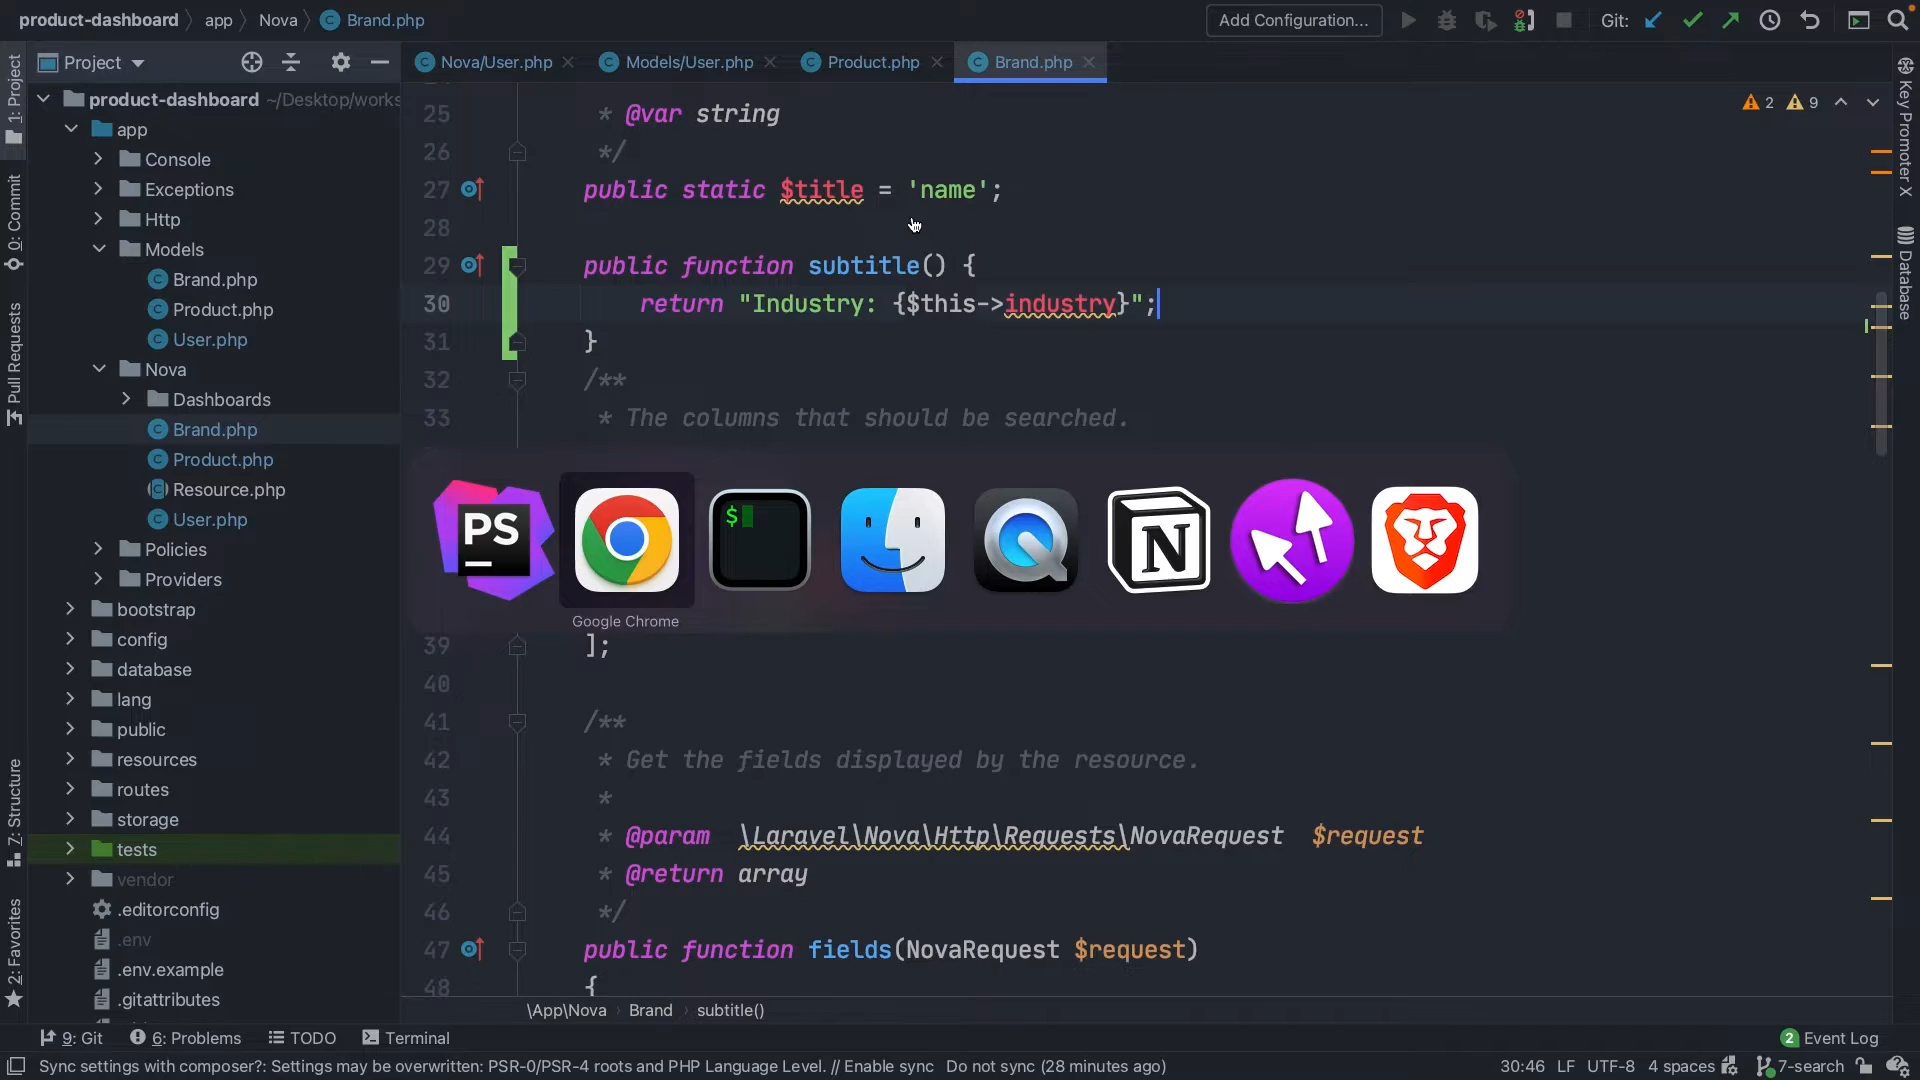 product-dashboard
app
Nova
Brand.php
Add Configuration...
Git:
Project
Nova/User.php
Models/User.php
Product.php
Brand.php
product-dashboard ~/Desktop/works
app
Console
Exceptions
Http
Models
Brand.php
Product.php
User.php
Nova
Dashboards
Brand.php
Product.php
Resource.php
User.php
Policies
Providers
bootstrap
config
database
lang
public
resources
routes
storage
tests
vendor
.editorconfig
.env
.env.example
.gitattributes
1: Project
0: Commit
Pull Requests
Z: Structure
2: Favorites
25 * @var string
26 */
27 public static $title = 'name';
28
29 public function subtitle() {
30 return "Industry: {$this->industry}";
31 }
32 /**
33 * The columns that should be searched.
39 ];
40
41 /**
42 * Get the fields displayed by the resource.
43 *
44 * @param \Laravel\Nova\Http\Requests\NovaRequest $request
45 * @return array
46 */
47 public function fields(NovaRequest $request)
48 {
2 9
PS
$
N
Google Chrome
Key Promoter X
Database
\App\Nova
Brand
subtitle()
9: Git
6: Problems
TODO
Terminal
2 Event Log
Sync settings with composer?: Settings may be overwritten: PSR-0/PSR-4 roots and PHP Language Level. // Enable sync Do not sync (28 minutes ago)
30:46 LF UTF-8 4 spaces 7-search